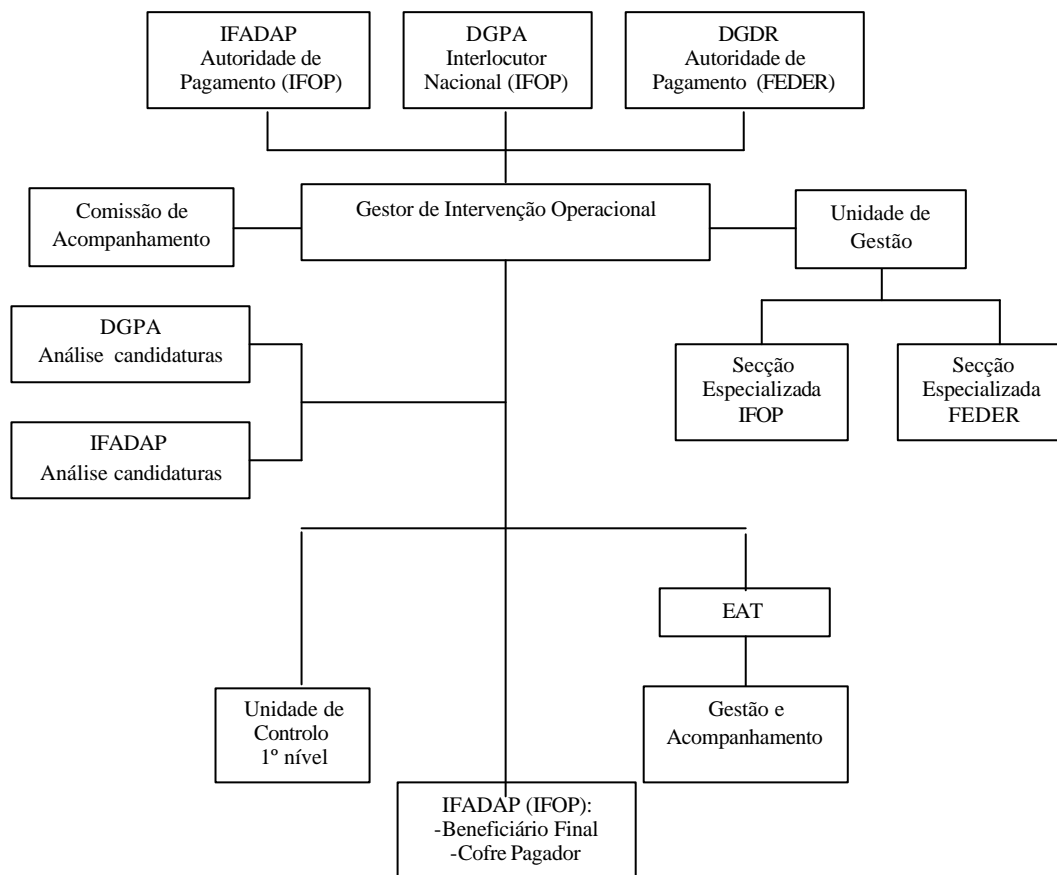 IFADAP
Autoridade de
Pagamento (IFOP)
DGPA
Interlocutor
Nacional (IFOP)
DGDR
Autoridade de
Pagamento (FEDER)
Comissão de
Acompanhamento
Gestor de Intervenção Operacional
Unidade de
Gestão
DGPA
Análise candidaturas
IFADAP
Análise candidaturas
Secção
Especializada
IFOP
Secção
Especializada
FEDER
EAT
Unidade de
Controlo
1º nível
Gestão e
Acompanhamento
IFADAP (IFOP):
-Beneficiário Final
-Cofre Pagador